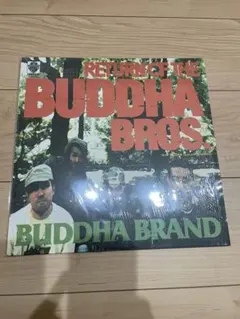 RETURN OF THE
BUDDHA
BROS.
BUDDHA BRAND